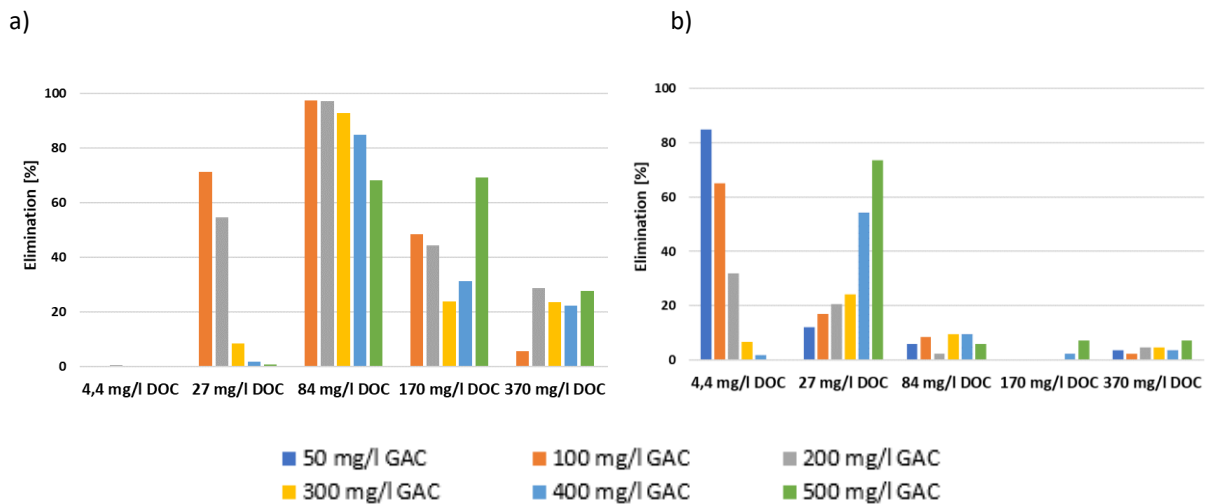 a)
b)
Elimination [%]
100
80
60
40
20
0
4,4 mg/l DOC 27 mg/l DOC 84 mg/l DOC 170 mg/l DOC 370 mg/l DOC
Elimination [%]
100
80
60
40
20
0
4,4 mg/l DOC 27 mg/l DOC 84 mg/l DOC 170 mg/l DOC 370 mg/l DOC
50 mg/l GAC 100 mg/l GAC 200 mg/l GAC
300 mg/l GAC 400 mg/l GAC 500 mg/l GAC